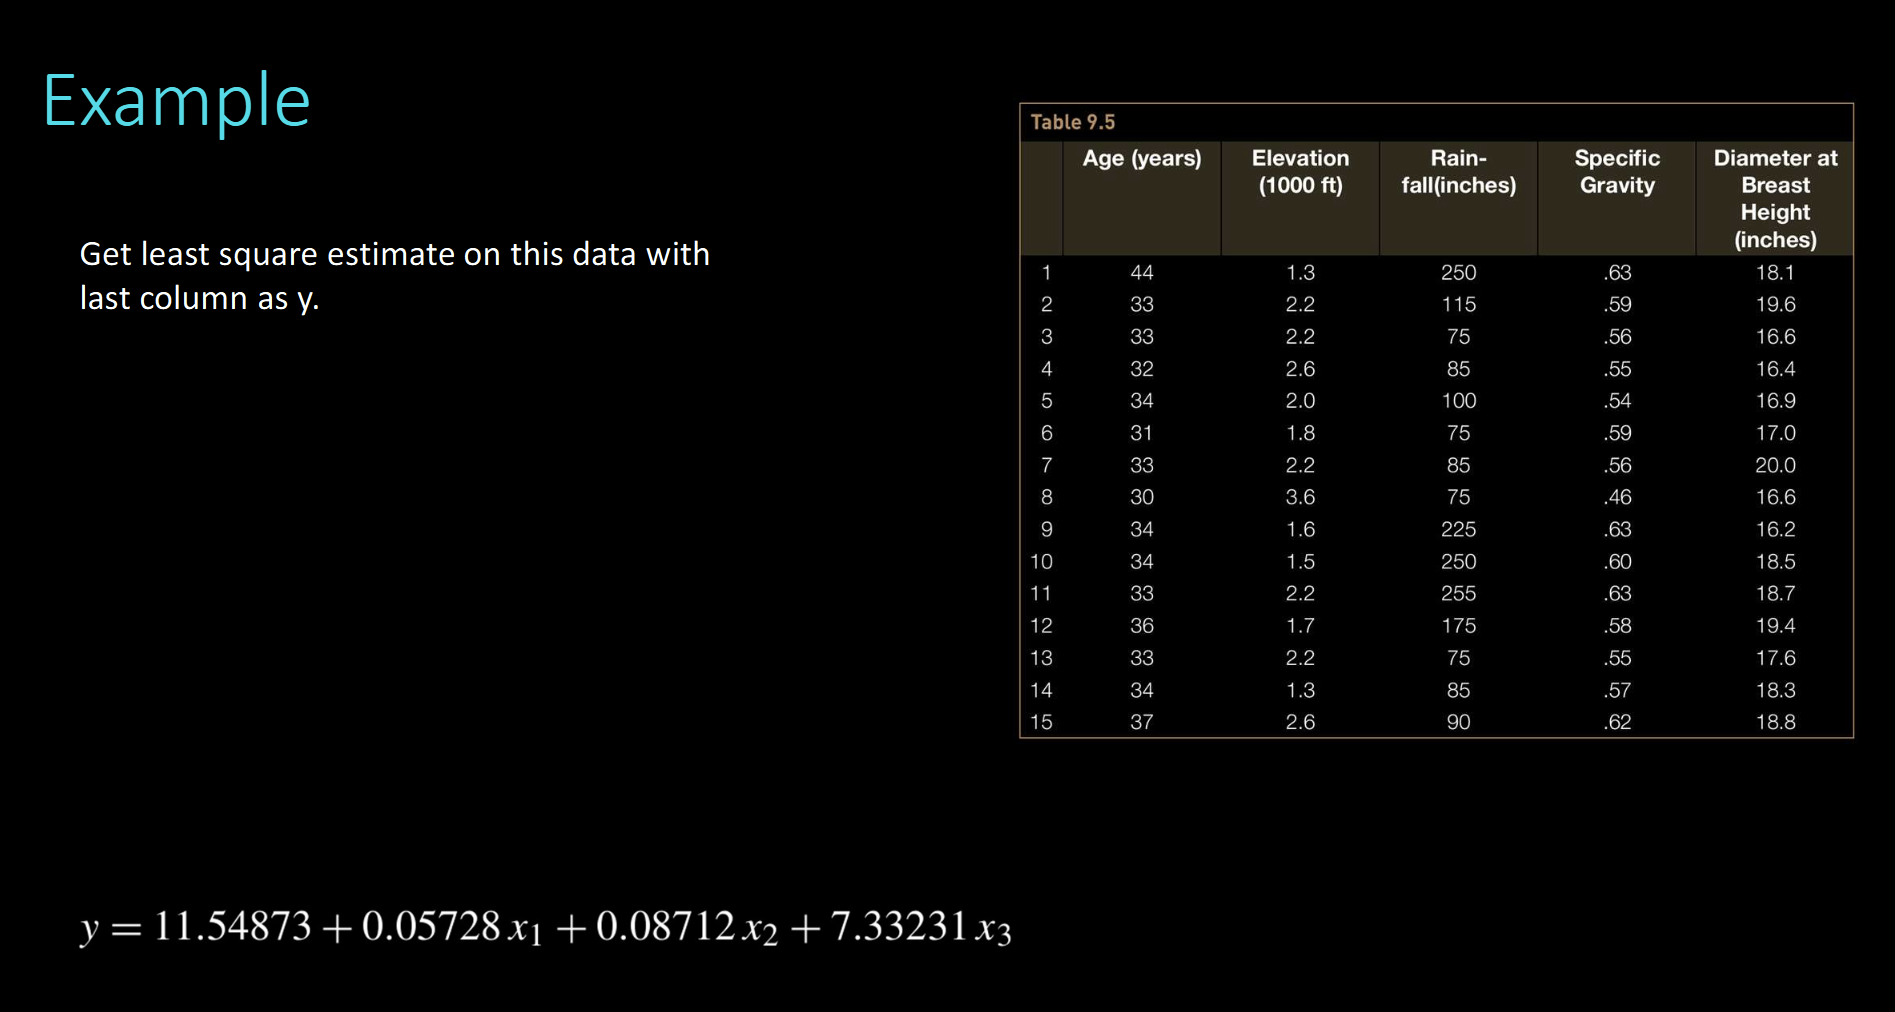 Example
Get least square estimate on this data with
last column as y.
Table 9.5
Age (years) Elevation (1000 ft) Rain-fall(inches) Specific Gravity Diameter at Breast Height (inches)
1 44 1.3 250 .63 18.1
2 33 2.2 115 .59 19.6
3 33 2.2 75 .56 16.6
4 32 2.6 85 .55 16.4
5 34 2.0 100 .54 16.9
6 31 1.8 75 .59 17.0
7 33 2.2 85 .56 20.0
8 30 3.6 75 .46 16.6
9 34 1.6 225 .63 16.2
10 34 1.5 250 .60 18.5
11 33 2.2 255 .63 18.7
12 36 1.7 175 .58 19.4
13 33 2.2 75 .55 17.6
14 34 1.3 85 .57 18.3
15 37 2.6 90 .62 18.8
y = 11.54873 + 0.05728 x₁ + 0.08712 x₂ + 7.33231 x₃